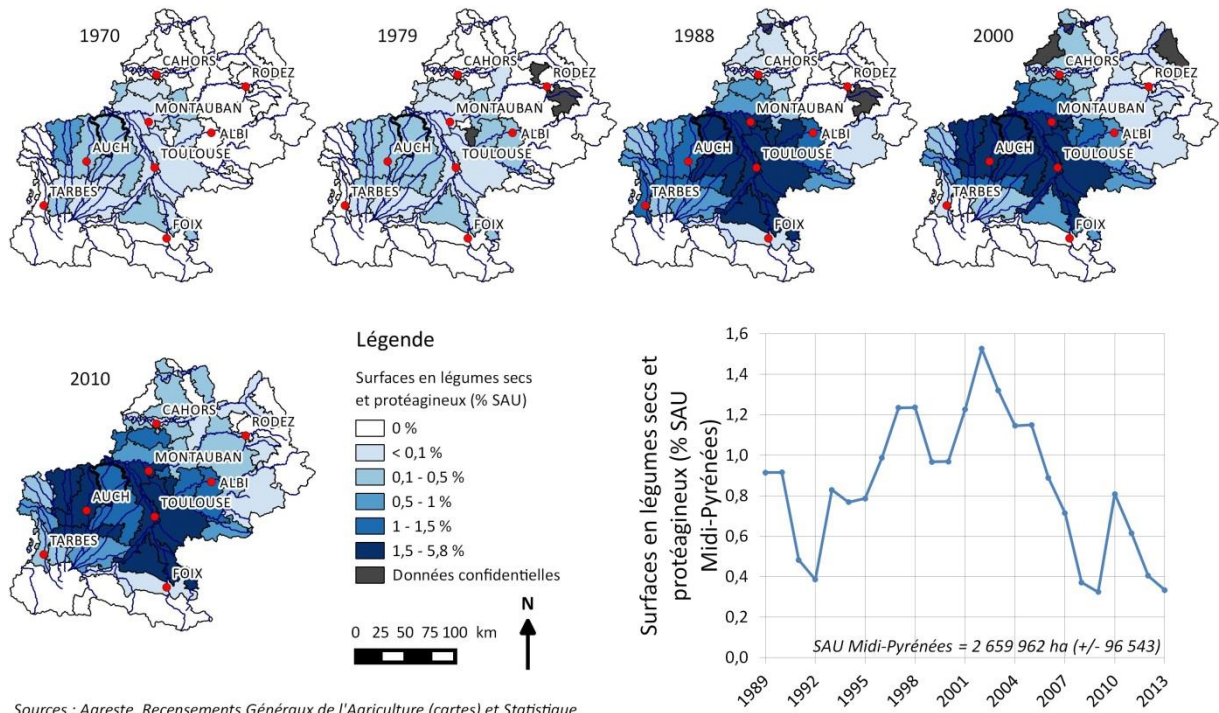 1970
CAHORS
RODEZ
MONTAUBAN
ALBI
AUCH
TOULOUSE
TARBES
FOIX
1979
CAHORS
RODEZ
MONTAUBAN
ALBI
AUCH
TOULOUSE
TARBES
FOIX
1988
CAHORS
RODEZ
MONTAUBAN
ALBI
AUCH
TOULOUSE
TARBES
FOIX
2000
CAHORS
RODEZ
MONTAUBAN
ALBI
AUCH
TOULOUSE
TARBES
FOIX
2010
CAHORS
RODEZ
MONTAUBAN
ALBI
AUCH
TOULOUSE
TARBES
FOIX
Légende
Surfaces en légumes secs
et protéagineux (% SAU)
0 %
< 0,1 %
0,1 - 0,5 %
0,5 - 1 %
1 - 1,5 %
1,5 - 5,8 %
Données confidentielles
0 25 50 75 100 km
N
Surfaces en légumes secs et
protéagineux (% SAU
Midi-Pyrénées)
1,6
1,4
1,2
1,0
0,8
0,6
0,4
0,2
0,0
SAU Midi-Pyrénées = 2 659 962 ha (+/- 96 543)
1989 1992 1995 1998 2001 2004 2007 2010 2013
Sources : Agreste, Recensements Généraux de l'Agriculture (cartes) et Statistique